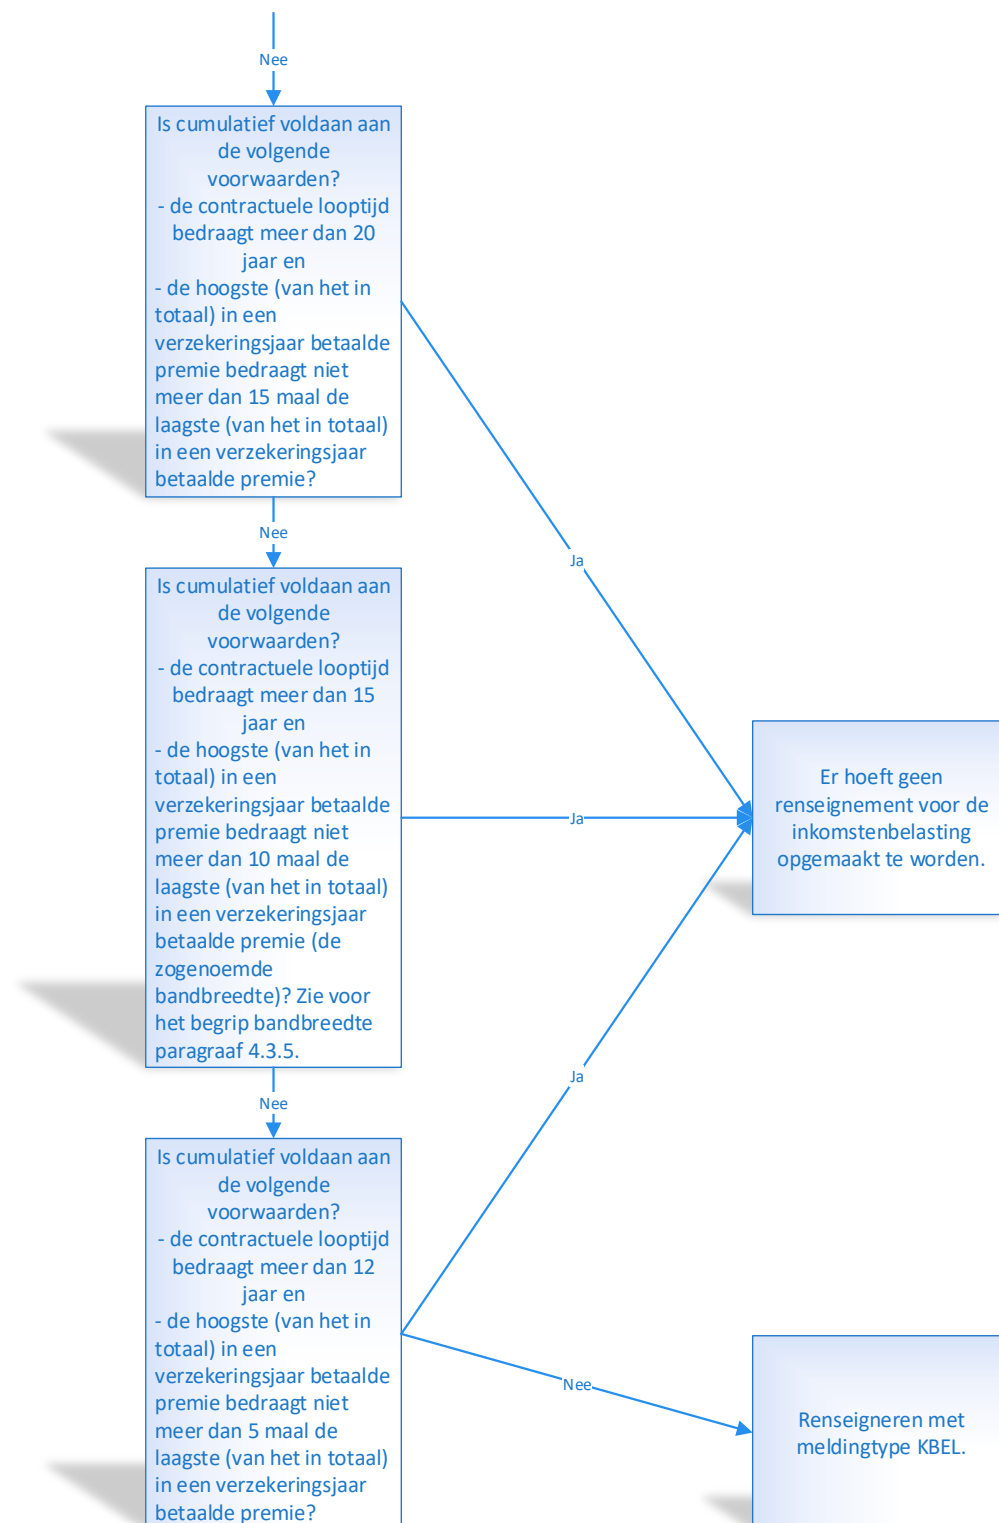 Nee
Is cumulatief voldaan aan
de volgende
voorwaarden?
- de contractuele looptijd
bedraagt meer dan 20
jaar en
- de hoogste (van het in
totaal) in een
verzekeringsjaar betaalde
premie bedraagt niet
meer dan 15 maal de
laagste (van het in totaal)
in een verzekeringsjaar
betaalde premie?
Nee
Ja
Is cumulatief voldaan aan
de volgende
voorwaarden?
- de contractuele looptijd
bedraagt meer dan 15
jaar en
- de hoogste (van het in
totaal) in een
verzekeringsjaar betaalde
premie bedraagt niet
meer dan 10 maal de
laagste (van het in totaal)
in een verzekeringsjaar
betaalde premie (de
zogenoemde
bandbreedte)? Zie voor
het begrip bandbreedte
paragraaf 4.3.5.
Ja
Er hoeft geen
renseignement voor de
inkomstenbelasting
opgemaakt te worden.
Nee
Ja
Is cumulatief voldaan aan
de volgende
voorwaarden?
- de contractuele looptijd
bedraagt meer dan 12
jaar en
- de hoogste (van het in
totaal) in een
verzekeringsjaar betaalde
premie bedraagt niet
meer dan 5 maal de
laagste (van het in totaal)
in een verzekeringsjaar
betaalde premie?
Nee
Renseigneren met
meldingtype KBEL.